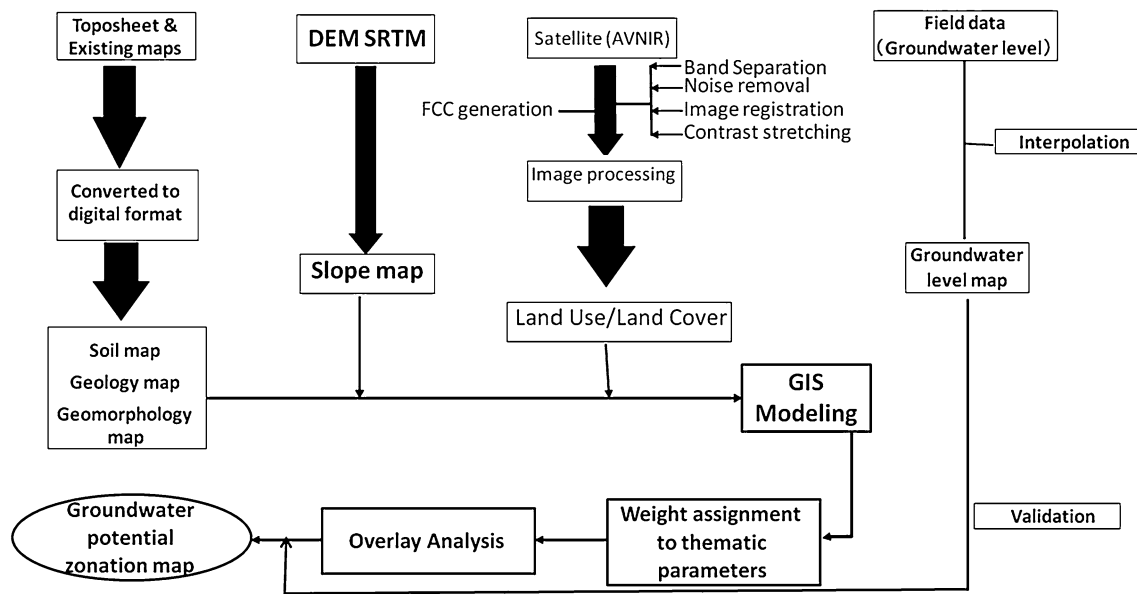 Toposheet &
Existing maps
DEM SRTM
Satellite (AVNIR)
Field data
(Groundwater level)
Band Separation
Noise removal
FCC generation
Image registration
Contrast stretching
Interpolation
Converted to
digital format
Image processing
Slope map
Groundwater
level map
Land Use/Land Cover
Soil map
Geology map
Geomorphology
map
GIS
Modeling
Groundwater
potential
zonation map
Overlay Analysis
Weight assignment
to thematic
parameters
Validation